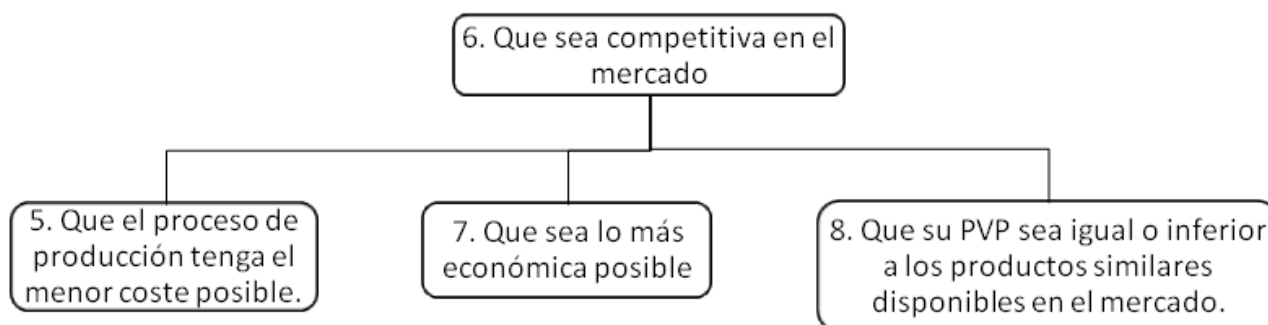 6. Que sea competitiva en el
mercado
5. Que el proceso de
producción tenga el
menor coste posible.
7. Que sea lo más
económica posible
8. Que su PVP sea igual o inferior
a los productos similares
disponibles en el mercado.